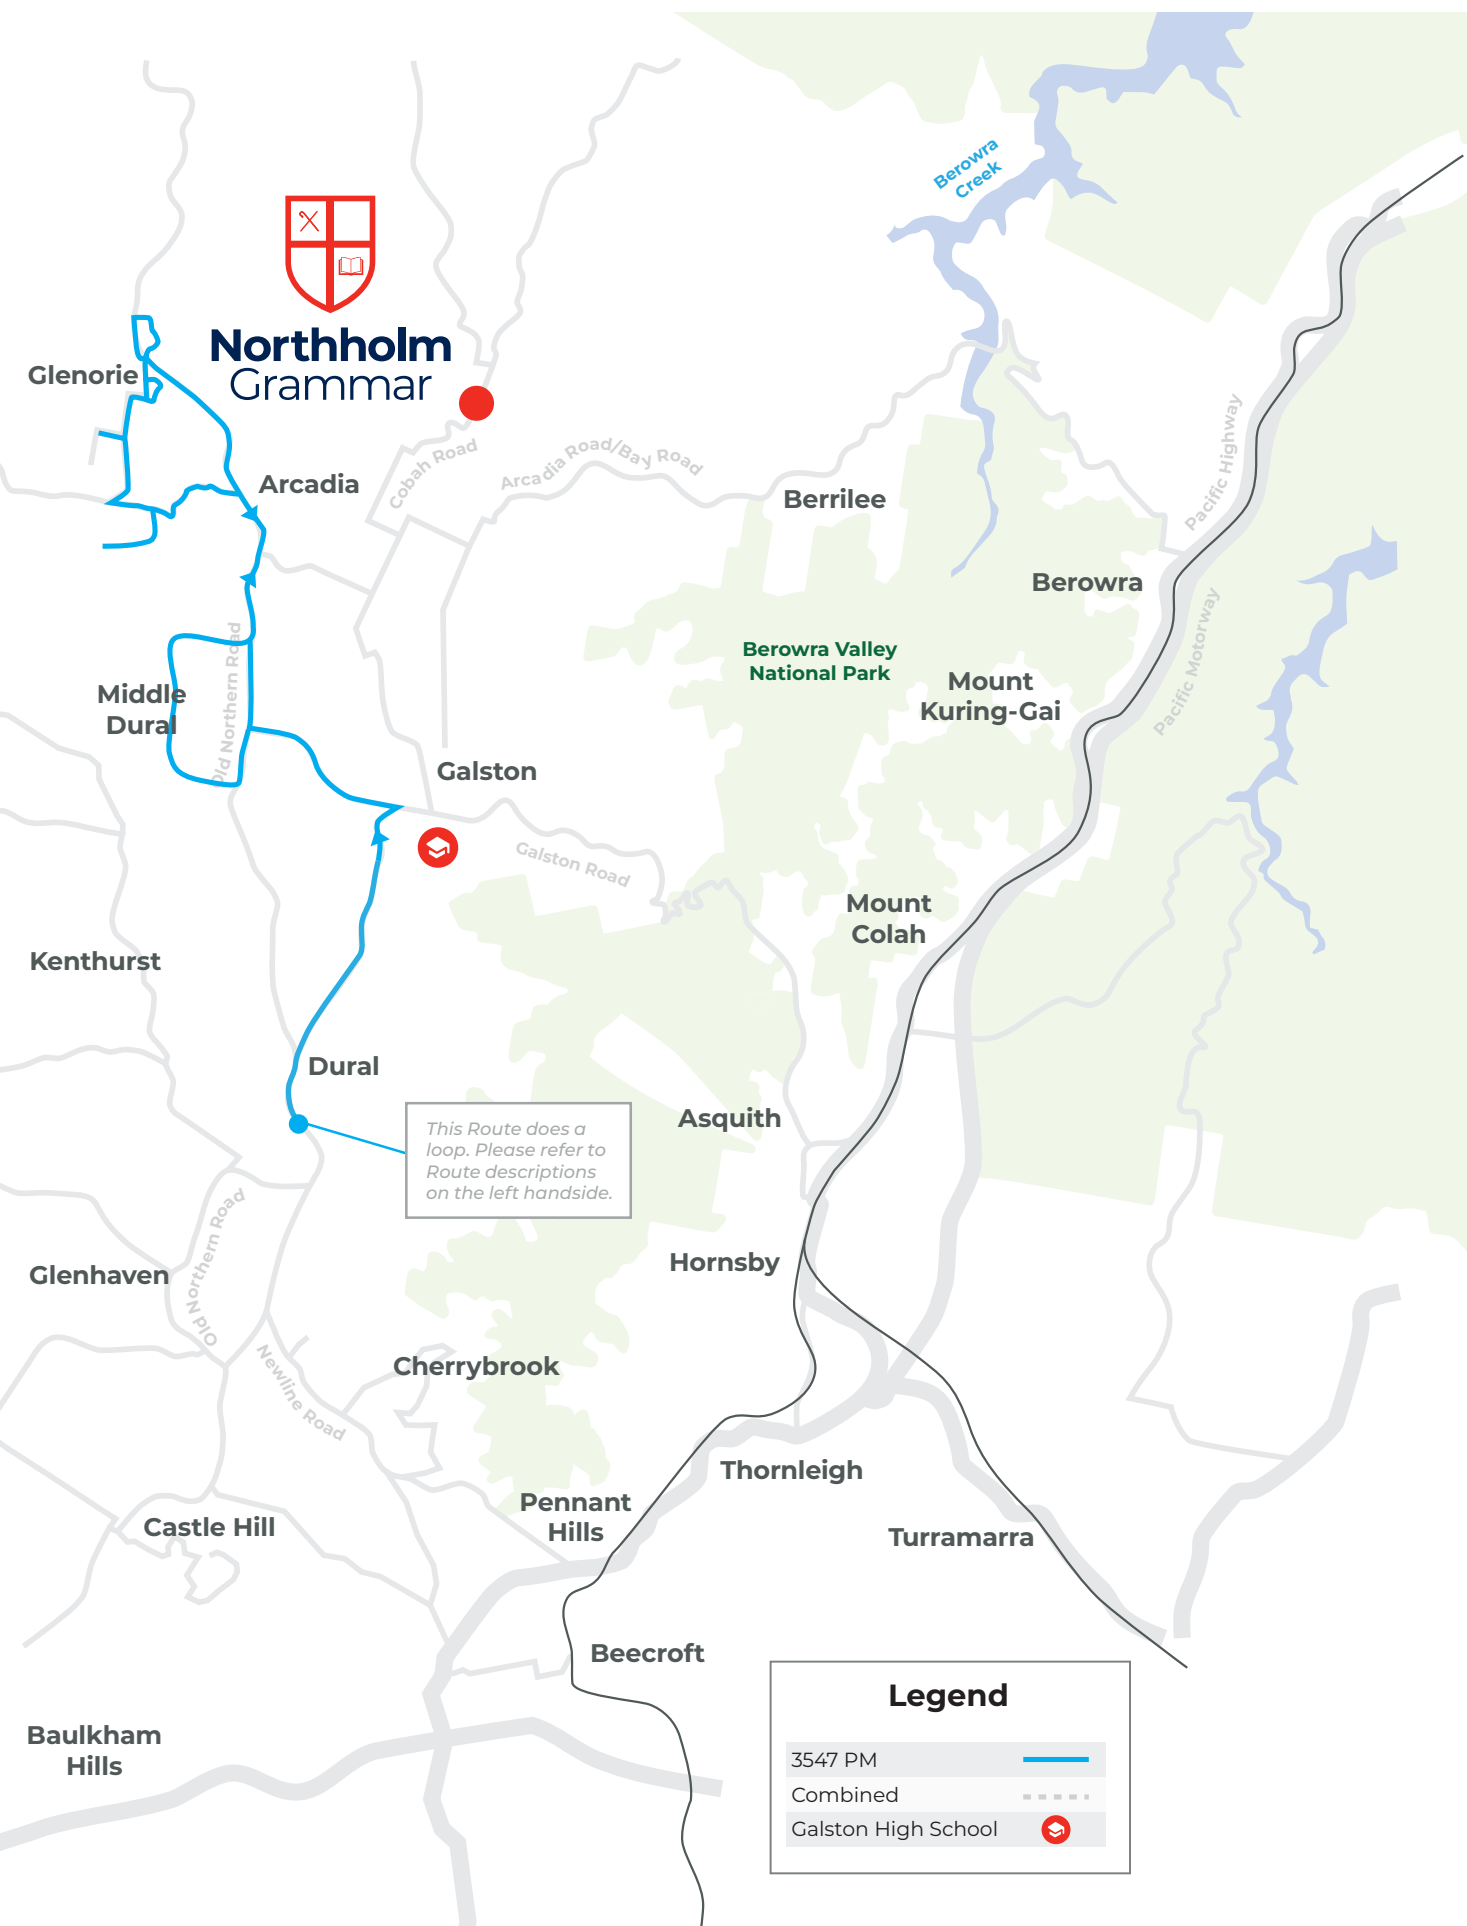 Berowra
Creek
Northholm
Grammar
Glenorie
Cobah Road
Arcadia Road/Bay Road
Pacific Highway
Arcadia
Berrilee
Berowra
Old Northern Road
Berowra Valley
National Park
Pacific Motorway
Middle
Dural
Mount
Kuring-Gai
Galston
Galston Road
Mount
Colah
Kenthurst
Dural
This Route does a
loop. Please refer to
Route descriptions
on the left handside.
Asquith
Old Northern Road
Glenhaven
Hornsby
Newline Road
Cherrybrook
Thornleigh
Pennant
Hills
Castle Hill
Turramarra
Beecroft
Baulkham
Hills
Legend
3547 PM
Combined
Galston High School